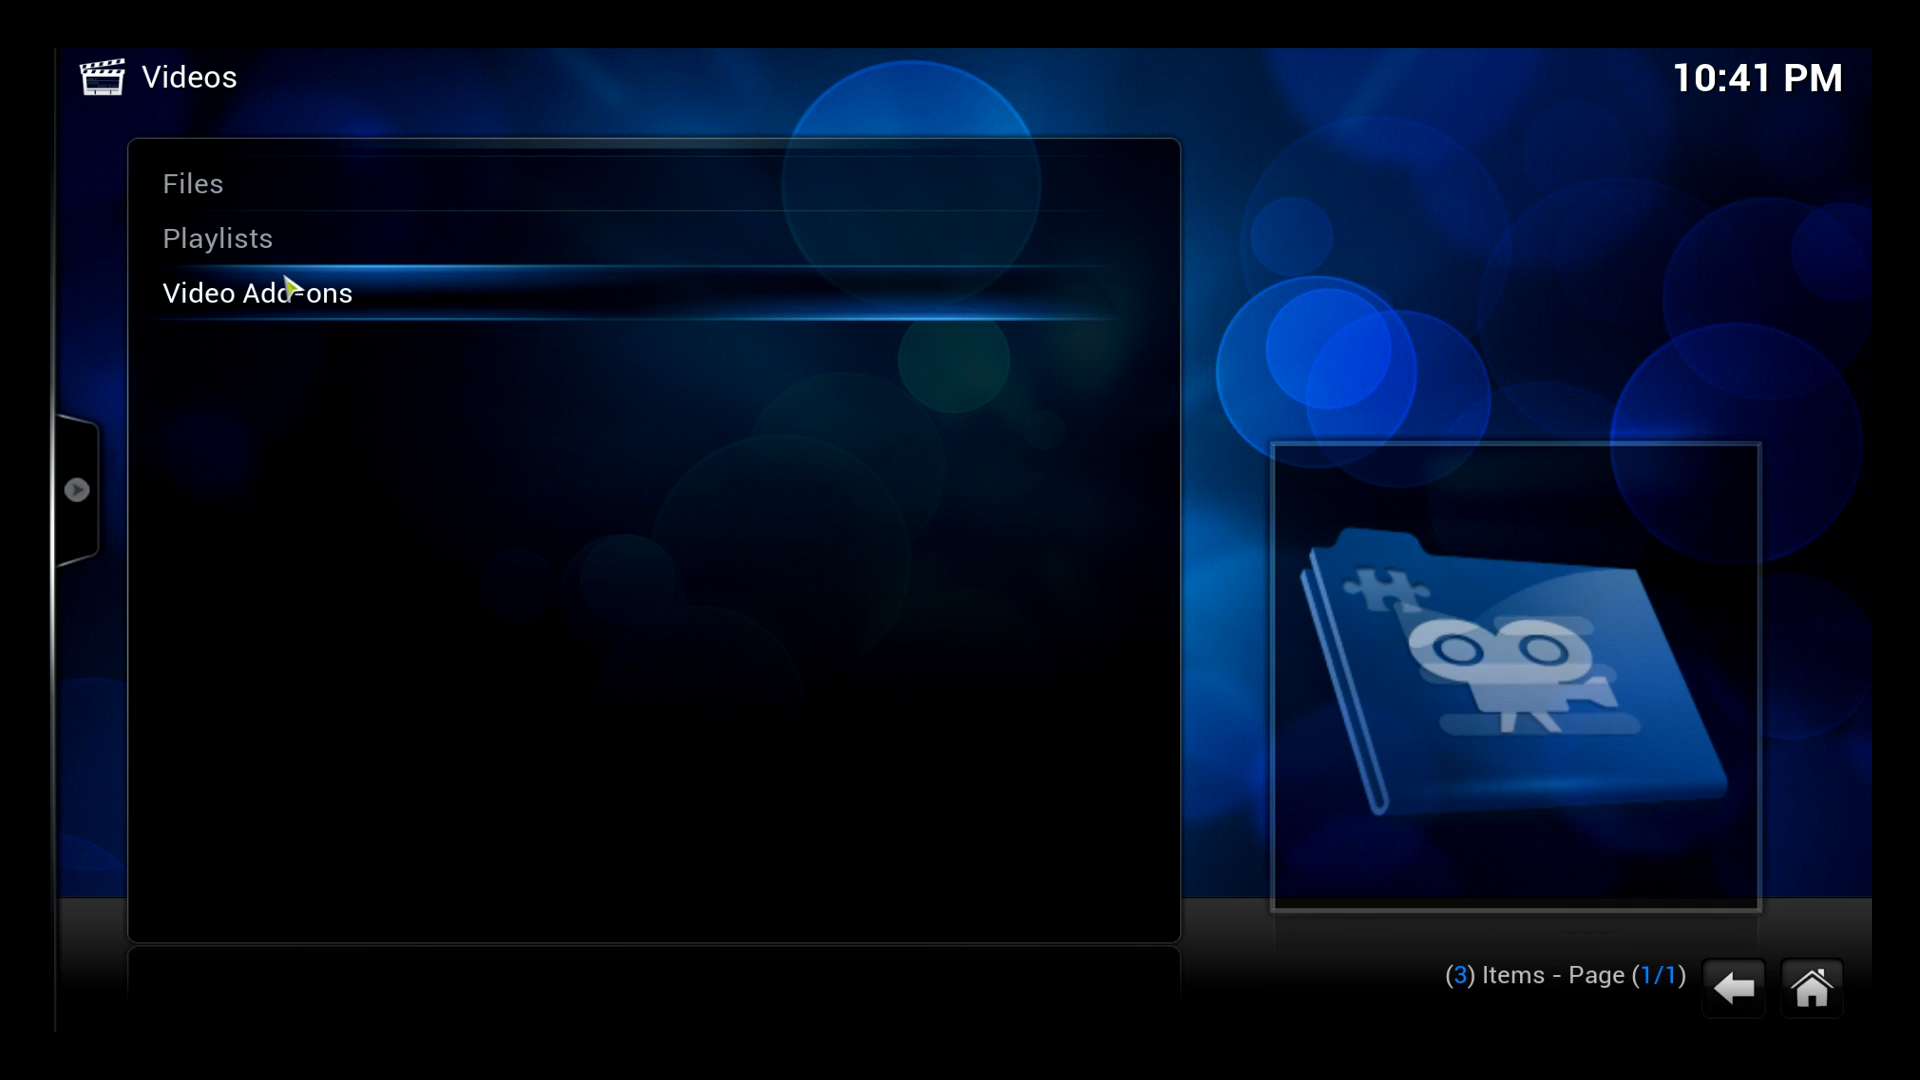 Videos
10:41 PM
Files
Playlists
Video Add-ons
(3) Items - Page (1/1)